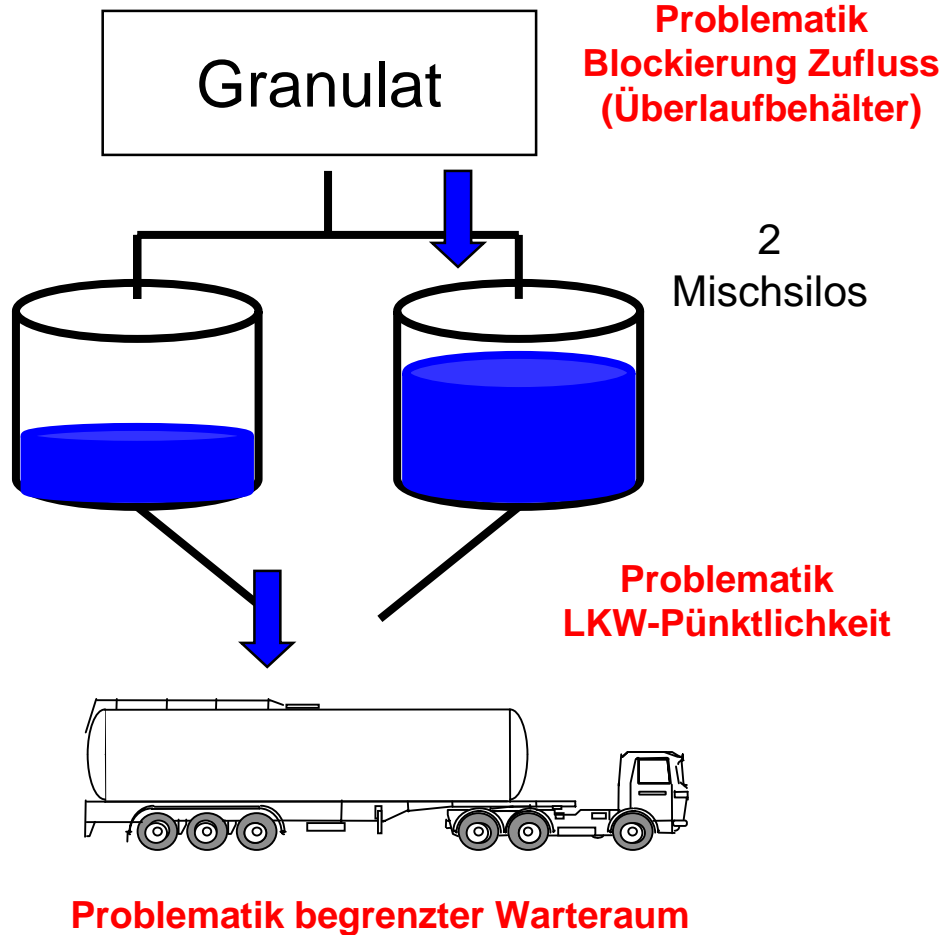 Problematik
Blockierung Zufluss
(Überlaufbehälter)
Granulat
2
Mischsilos
Problematik
LKW-Pünktlichkeit
Problematik begrenzter Warteraum